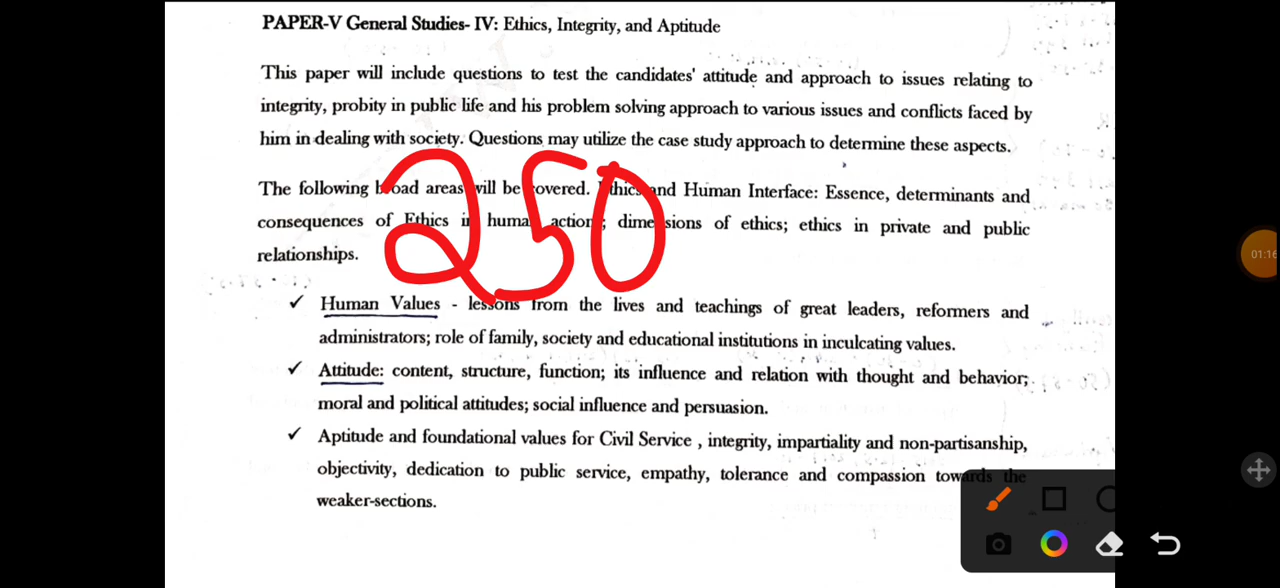 PAPER-V General Studies- IV: Ethics, Integrity, and Aptitude
This paper will include questions to test the candidates' attitude and approach to issues relating to
integrity, probity in public life and his problem solving approach to various issues and conflicts faced by
him in dealing with society. Questions may utilize the case study approach to determine these aspects.
The following broad areas will be covered. Ethics and Human Interface: Essence, determinants and
consequences of Ethics in human actions; dimensions of ethics; ethics in private and public
relationships.
250
✓ Human Values - lessons from the lives and teachings of great leaders, reformers and
administrators; role of family, society and educational institutions in inculcating values.
✓ Attitude: content, structure, function; its influence and relation with thought and behavior;
moral and political attitudes; social influence and persuasion.
✓ Aptitude and foundational values for Civil Service , integrity, impartiality and non-partisanship,
objectivity, dedication to public service, empathy, tolerance and compassion towards the
weaker-sections.
01:16